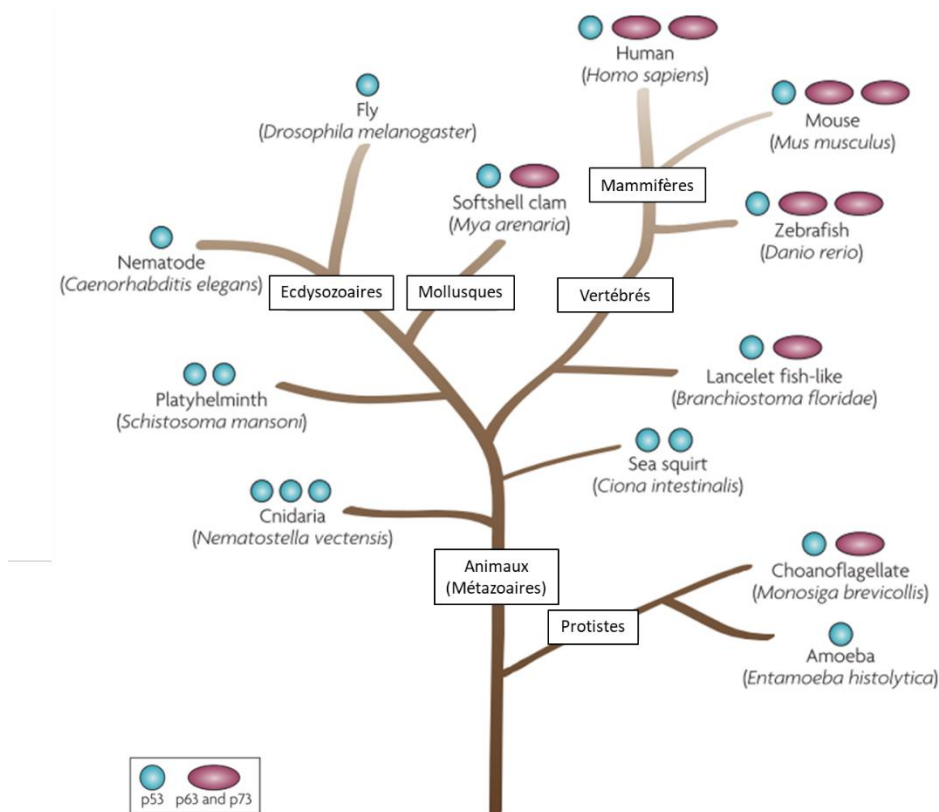 Human
(Homo sapiens)
Fly
(Drosophila melanogaster)
Mouse
(Mus musculus)
Mammifères
Softshell clam
(Mya arenaria)
Zebrafish
(Danio rerio)
Nematode
(Caenorhabditis elegans)
Ecdysozoaires
Mollusques
Vertébrés
Lancelet fish-like
(Branchiostoma floridae)
Platyhelminth
(Schistosoma mansoni)
Sea squirt
(Ciona intestinalis)
Cnidaria
(Nematostella vectensis)
Animaux
(Métazoaires)
Choanoflagellate
(Monosiga brevicollis)
Protistes
Amoeba
(Entamoeba histolytica)
p53 p63 and p73